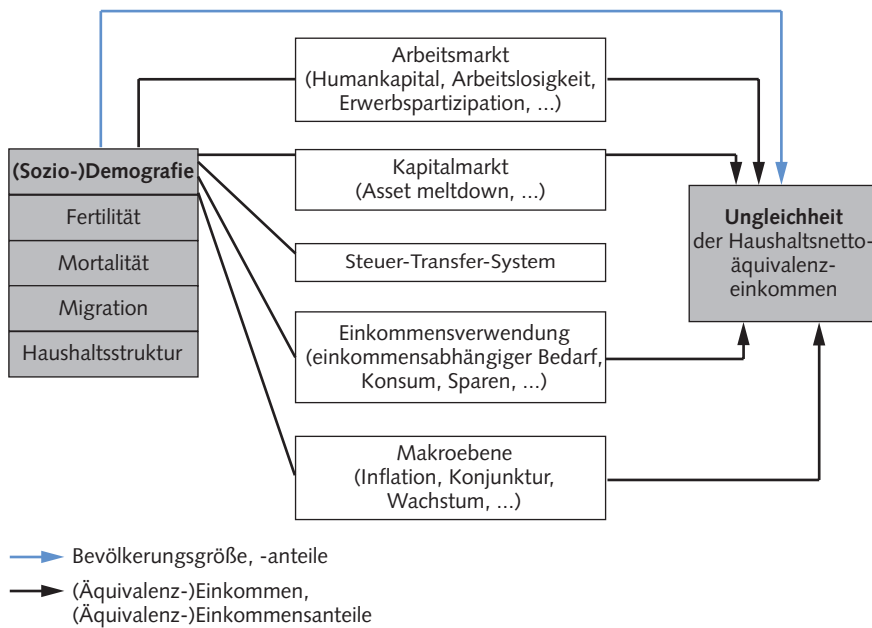 Arbeitsmarkt
(Humankapital, Arbeitslosigkeit,
Erwerbspartizipation, ...)
(Sozio-)Demografie
Fertilität
Mortalität
Migration
Haushaltsstruktur
Kapitalmarkt
(Asset meltdown, ...)
Steuer-Transfer-System
Einkommensverwendung
(einkommensabhängiger Bedarf,
Konsum, Sparen, ...)
Makroebene
(Inflation, Konjunktur,
Wachstum, ...)
Ungleichheit
der Haushaltsnetto-
äquivalenz-
einkommen
Bevölkerungsgröße, -anteile
(Äquivalenz-)Einkommen,
(Äquivalenz-)Einkommensanteile